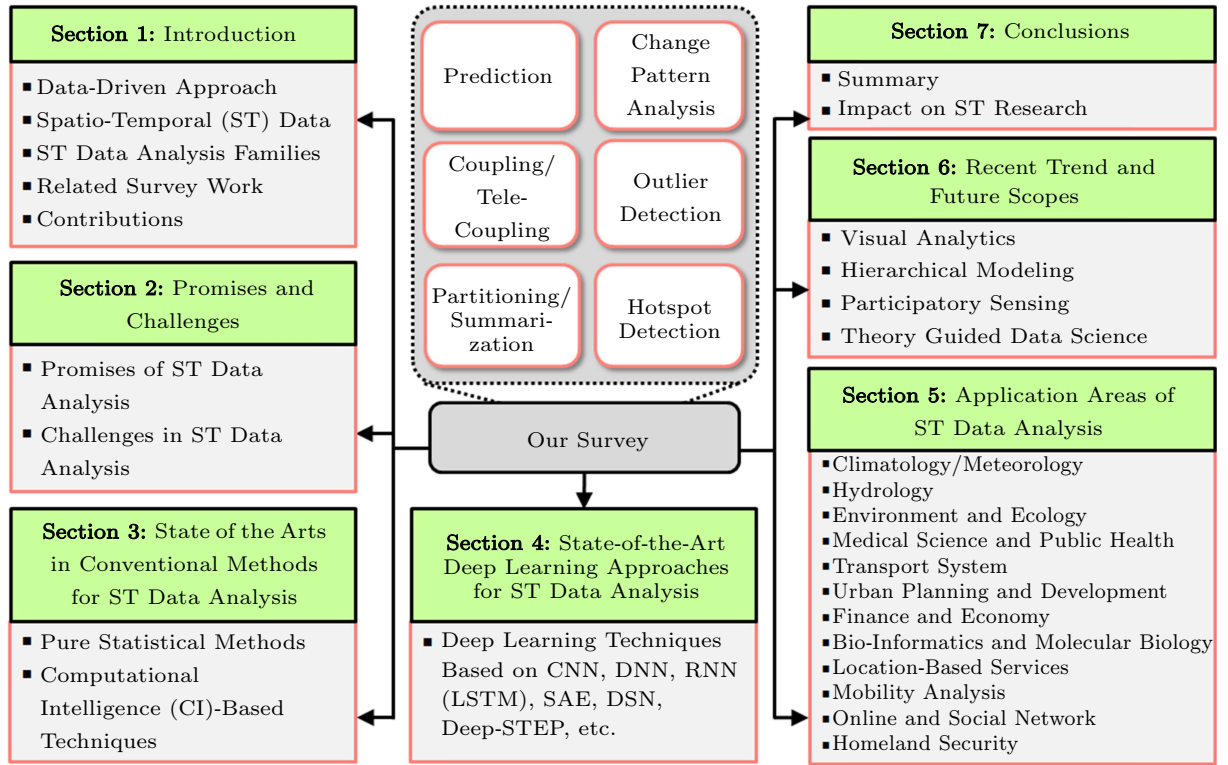 Section 1: Introduction
▪ Data-Driven Approach
▪ Spatio-Temporal (ST) Data
▪ ST Data Analysis Families
▪ Related Survey Work
▪ Contributions
Section 2: Promises and
Challenges
▪ Promises of ST Data
Analysis
▪ Challenges in ST Data
Analysis
Section 3: State of the Arts
in Conventional Methods
for ST Data Analysis
▪ Pure Statistical Methods
▪ Computational
Intelligence (CI)-Based
Techniques
Prediction
Change
Pattern
Analysis
Coupling/
Tele-
Coupling
Outlier
Detection
Partitioning/
Summari-
zation
Hotspot
Detection
Our Survey
Section 4: State-of-the-Art
Deep Learning Approaches
for ST Data Analysis
▪ Deep Learning Techniques
Based on CNN, DNN, RNN
(LSTM), SAE, DSN,
Deep-STEP, etc.
Section 7: Conclusions
▪ Summary
▪ Impact on ST Research
Section 6: Recent Trend and
Future Scopes
▪ Visual Analytics
▪ Hierarchical Modeling
▪ Participatory Sensing
▪ Theory Guided Data Science
Section 5: Application Areas of
ST Data Analysis
▪Climatology/Meteorology
▪Hydrology
▪Environment and Ecology
▪Medical Science and Public Health
▪Transport System
▪Urban Planning and Development
▪Finance and Economy
▪Bio-Informatics and Molecular Biology
▪Location-Based Services
▪Mobility Analysis
▪Online and Social Network
▪Homeland Security